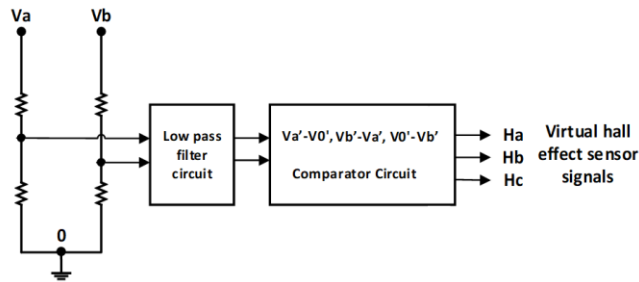 Va
Vb
Low pass
filter
circuit
Va'-V0', Vb'-Va', V0'-Vb'
Comparator Circuit
Ha
Hb
Hc
Virtual hall
effect sensor
signals
0